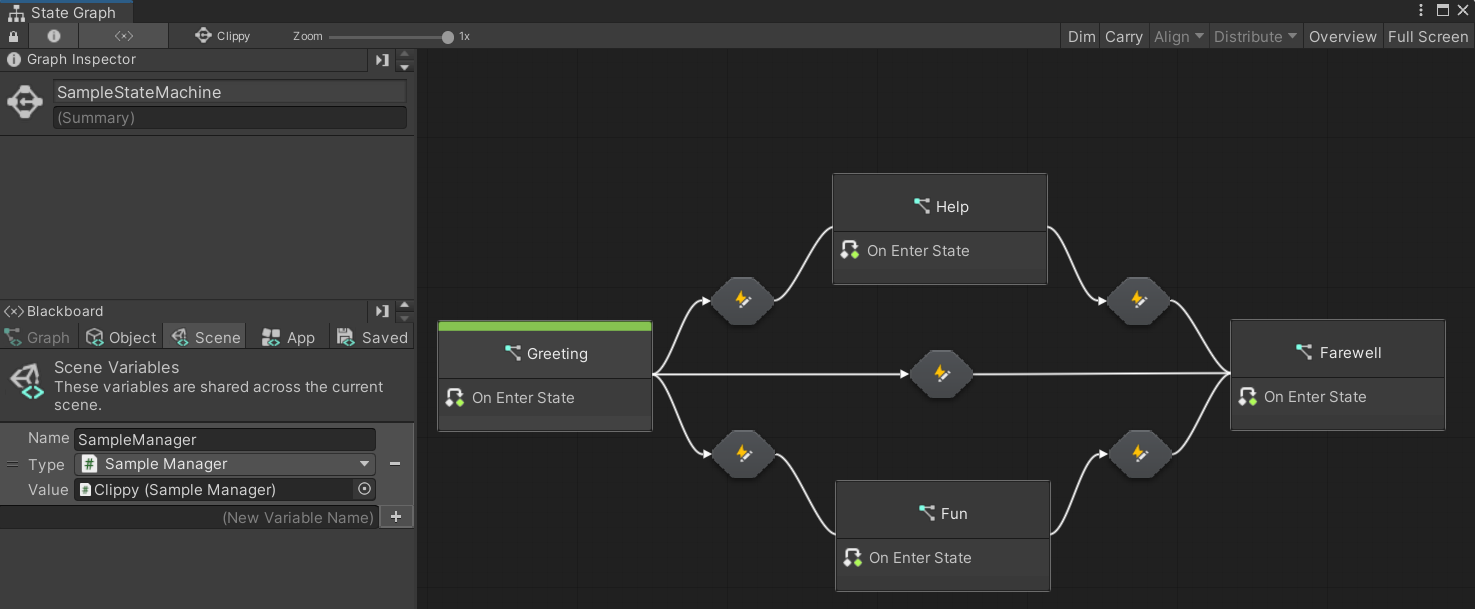 State Graph
<×> Clippy Zoom 1x Dim Carry Align Distribute Overview Full Screen
Graph Inspector
SampleStateMachine
(Summary)
<×> Blackboard
Graph Object Scene App Saved
Scene Variables
These variables are shared across the current
scene.
Name SampleManager
Type # Sample Manager
Value # Clippy (Sample Manager)
(New Variable Name) +
Help
On Enter State
Greeting
On Enter State
Farewell
On Enter State
Fun
On Enter State